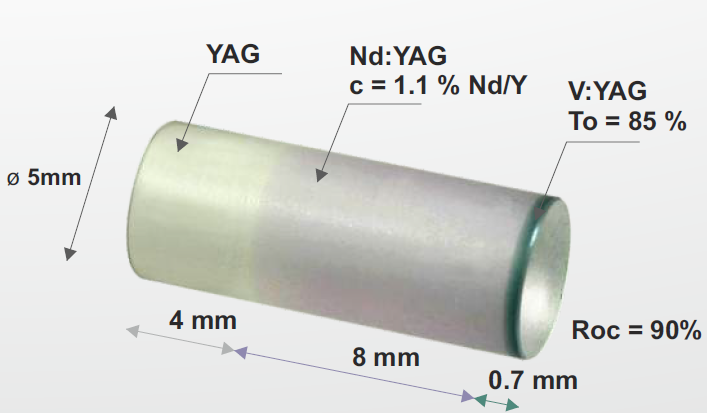 YAG
Nd:YAG
c = 1.1 % Nd/Y
V:YAG
To = 85 %
ø 5mm
4 mm
8 mm
0.7 mm
Roc = 90%